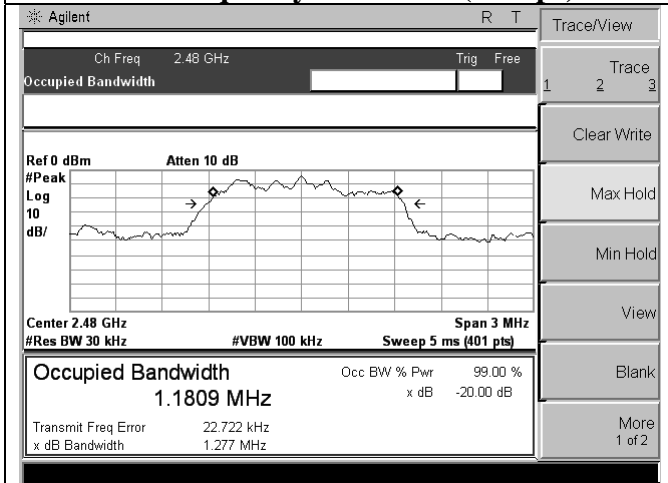 Agilent R T
Trace/View
Ch Freq 2.48 GHz Trig Free
Occupied Bandwidth
Trace
1 2 3
Clear Write
Ref 0 dBm Atten 10 dB
#Peak
Log
10
dB/
Max Hold
Min Hold
View
Center 2.48 GHz Span 3 MHz
#Res BW 30 kHz #VBW 100 kHz Sweep 5 ms (401 pts)
Occupied Bandwidth Occ BW % Pwr 99.00 %
1.1809 MHz x dB -20.00 dB
Blank
Transmit Freq Error 22.722 kHz
x dB Bandwidth 1.277 MHz
More
1 of 2